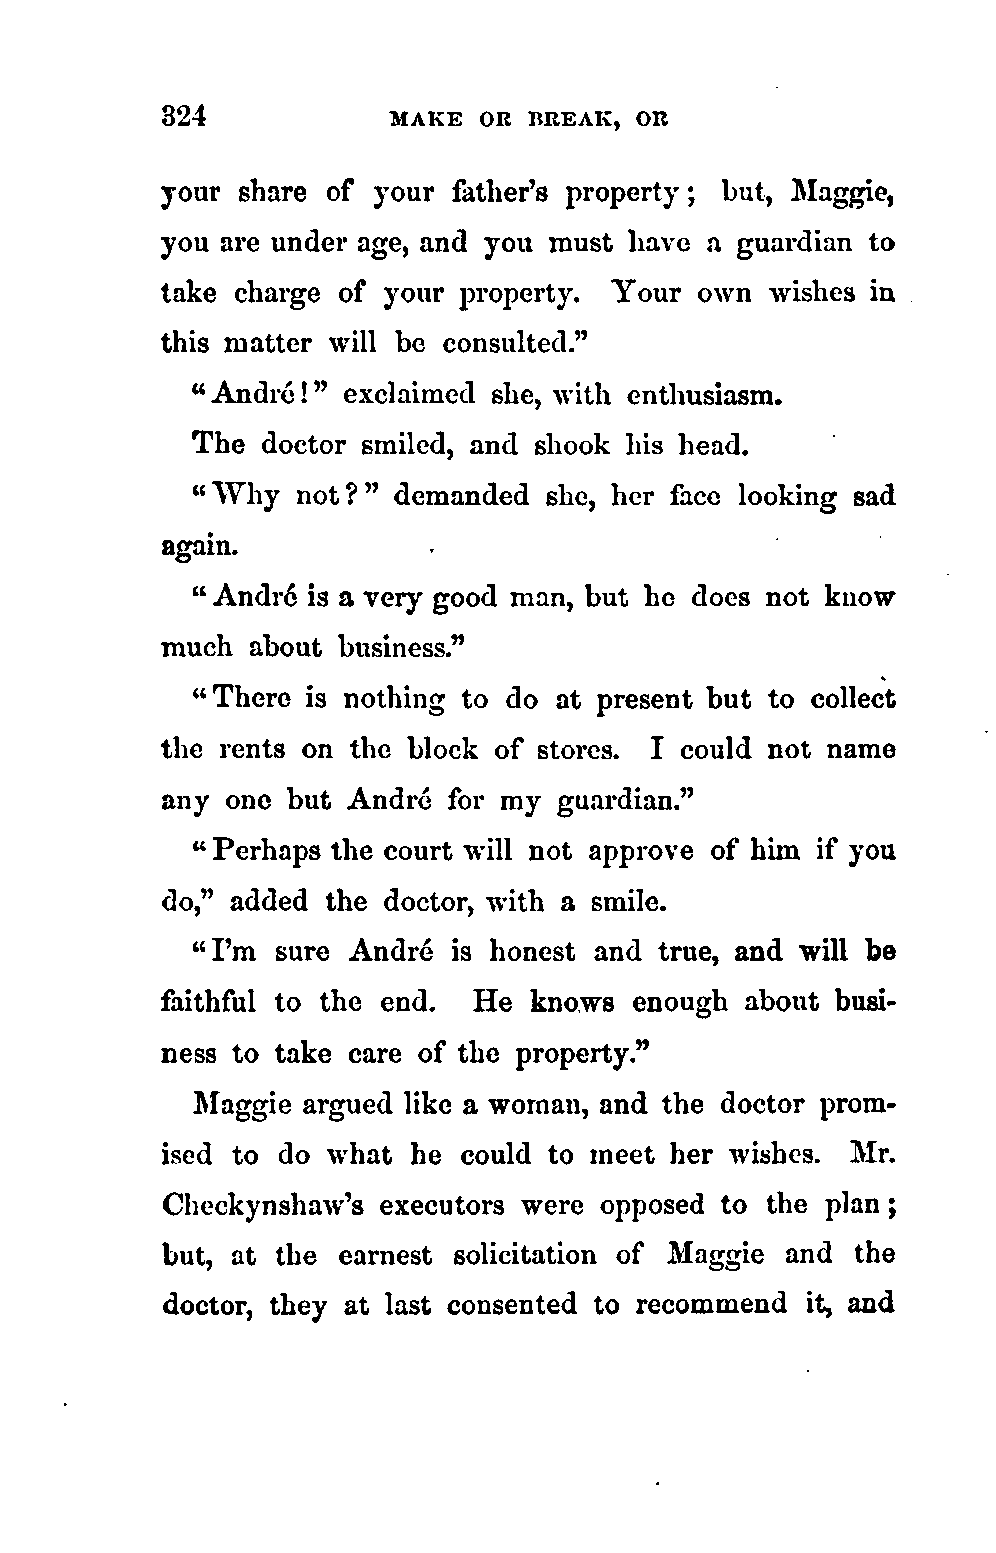 324 MAKE OR BREAK, OR
your share of your father's property; but, Maggie,
you are under age, and you must have a guardian to
take charge of your property. Your own wishes in
this matter will be consulted."
"André!" exclaimed she, with enthusiasm.
The doctor smiled, and shook his head.
"Why not?" demanded she, her face looking sad
again.
"André is a very good man, but he does not know
much about business."
"There is nothing to do at present but to collect
the rents on the block of stores. I could not name
any one but André for my guardian."
"Perhaps the court will not approve of him if you
do," added the doctor, with a smile.
"I'm sure André is honest and true, and will be
faithful to the end. He knows enough about busi-
ness to take care of the property."
Maggie argued like a woman, and the doctor prom-
ised to do what he could to meet her wishes. Mr.
Checkynshaw's executors were opposed to the plan;
but, at the earnest solicitation of Maggie and the
doctor, they at last consented to recommend it, and